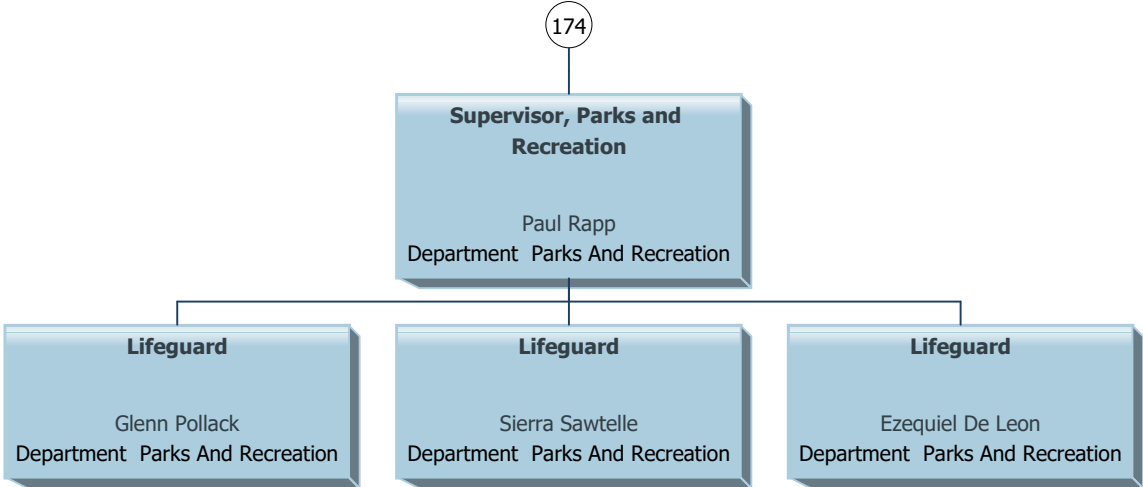 174
Supervisor, Parks and
Recreation
Paul Rapp
Department  Parks And Recreation
Lifeguard
Glenn Pollack
Department  Parks And Recreation
Lifeguard
Sierra Sawtelle
Department  Parks And Recreation
Lifeguard
Ezequiel De Leon
Department  Parks And Recreation